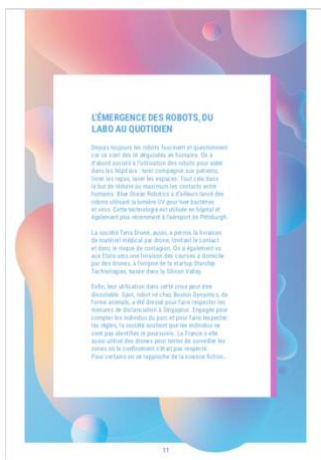 L'ÉMERGENCE DES ROBOTS, DU
LABO AU QUOTIDIEN
Depuis toujours les robots fascinent et questionnent
car ce sont des IA déguisées en humains. On a
d'abord assisté à l'utilisation des robots pour aider
dans les hôpitaux : tenir compagnie aux patients,
livrer les repas, laver les espaces. Tout cela dans
le but de réduire au maximum les contacts entre
humains. Blue Ocean Robotics a d'ailleurs lancé des
robots utilisant la lumière UV pour tuer bactéries
et virus. Cette technologie est utilisée en hôpital et
également plus récemment à l'aéroport de Pittsburgh.
La société Terra Drone, aussi, a permis la livraison
de matériel médical par drone, limitant le contact
et donc le risque de contagion. On a également vu
aux Etats unis une livraison des courses à domicile
par des drones, à l'origine de la startup Starship
Technologies, basée dans la Silicon Valley.
Enfin, leur utilisation dans cette crise peut être
discutable. Spot, robot né chez Boston Dynamics, de
forme animale, a été dressé pour faire respecter les
mesures de distanciation à Singapour. Engagée pour
compter les individus du parc et pour faire respecter
les règles, la société soutient que les individus ne
sont pas identifiés ni poursuivis. La France a elle
aussi utilisé des drones pour tenter de surveiller les
zones où le confinement n'était pas respecté.
Pour certains on se rapproche de la science fiction...
11